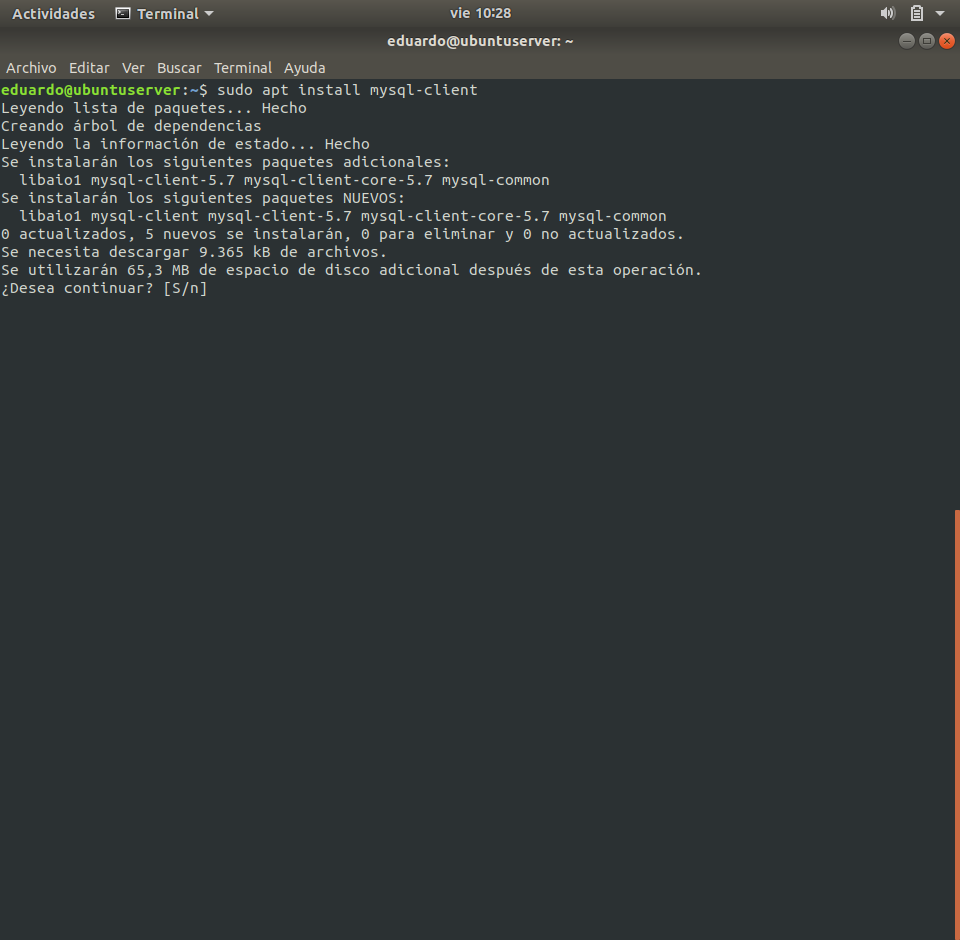 Actividades Terminal vie 10:28
eduardo@ubuntuserver: ~
Archivo Editar Ver Buscar Terminal Ayuda
eduardo@ubuntuserver:~$ sudo apt install mysql-client
Leyendo lista de paquetes... Hecho
Creando árbol de dependencias
Leyendo la información de estado... Hecho
Se instalarán los siguientes paquetes adicionales:
  libaio1 mysql-client-5.7 mysql-client-core-5.7 mysql-common
Se instalarán los siguientes paquetes NUEVOS:
  libaio1 mysql-client mysql-client-5.7 mysql-client-core-5.7 mysql-common
0 actualizados, 5 nuevos se instalarán, 0 para eliminar y 0 no actualizados.
Se necesita descargar 9.365 kB de archivos.
Se utilizarán 65,3 MB de espacio de disco adicional después de esta operación.
¿Desea continuar? [S/n]